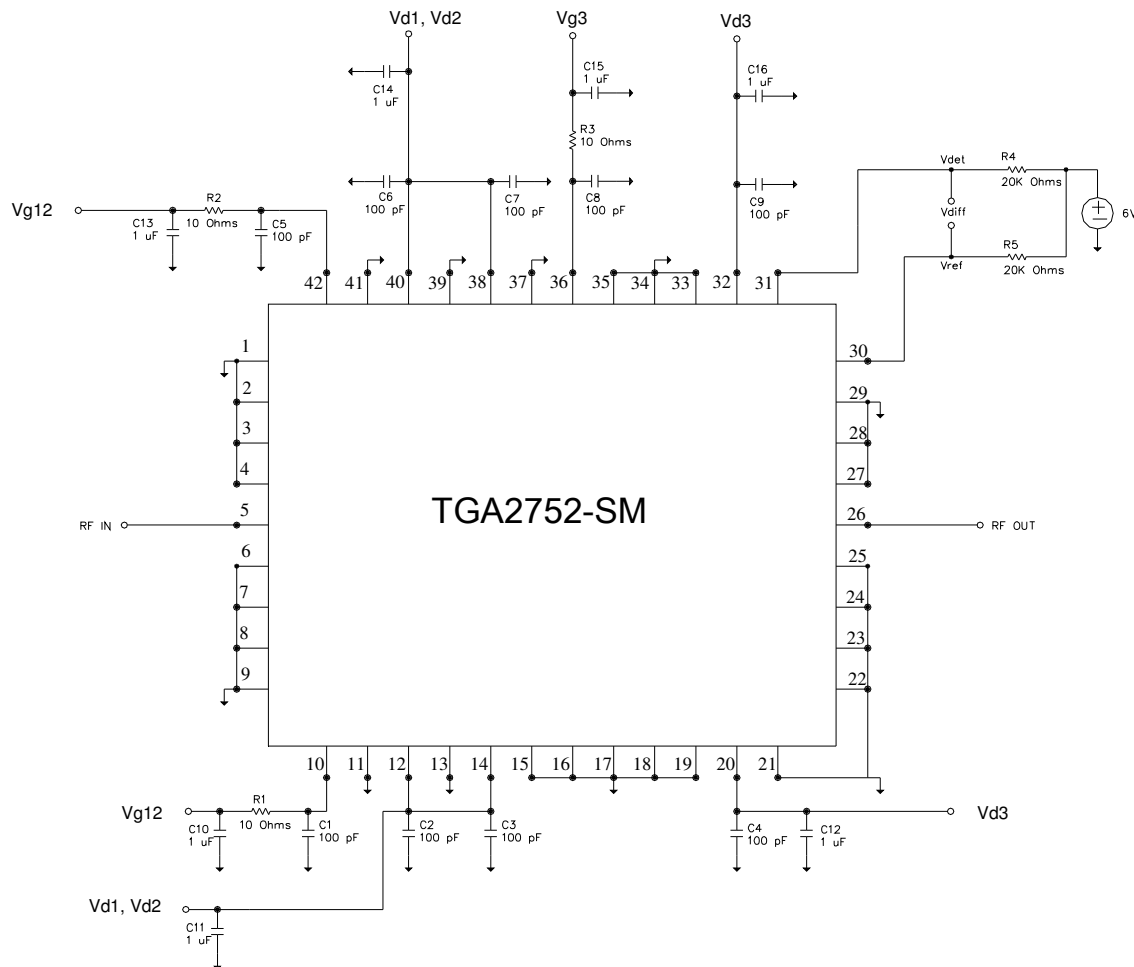 Vd1, Vd2
Vg3
Vd3
C14
1 uF
C15
1 uF
C16
1 uF
R3
10 Ohms
C6
100 pF
C7
100 pF
C8
100 pF
C9
100 pF
Vdet
R4
20K Ohms
Vdiff
6V
Vref
R5
20K Ohms
Vg12
C13
1 uF
R2
10 Ohms
C5
100 pF
42
41
40
39
38
37
36
35
34
33
32
31
1
2
3
4
RF IN
5
6
7
8
9
TGA2752-SM
30
29
28
27
26
RF OUT
25
24
23
22
10
11
12
13
14
15
16
17
18
19
20
21
Vg12
C10
1 uF
R1
10 Ohms
C1
100 pF
C2
100 pF
C3
100 pF
C4
100 pF
C12
1 uF
Vd3
Vd1, Vd2
C11
1 uF